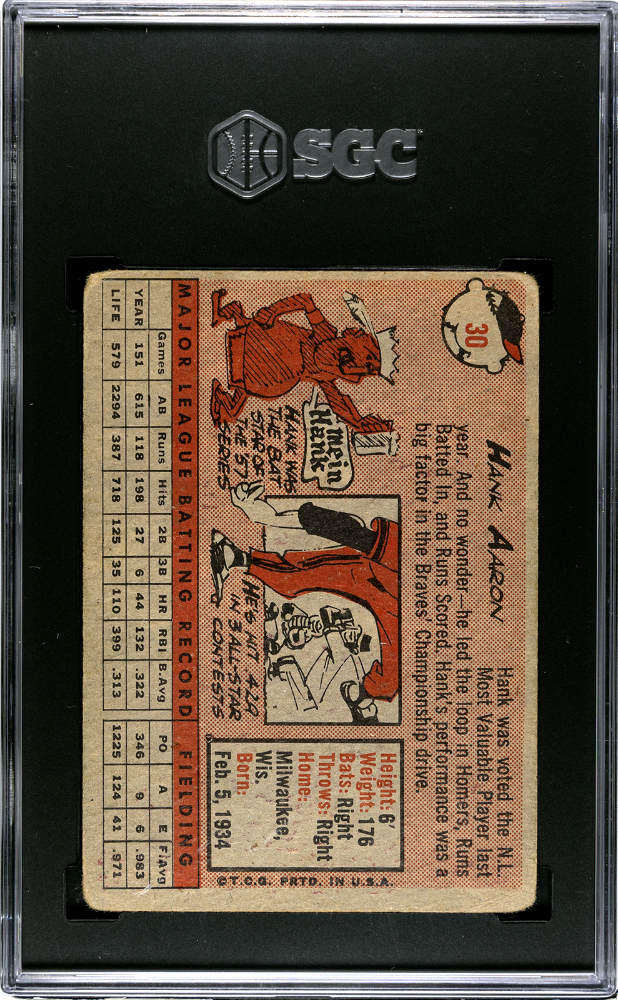 SGC
30
HANK AARON
Hank was voted the N.L.
Most Valuable Player last
year. And no wonder—he led the loop in Homers, Runs
Batted In, and Runs Scored. Hank's performance was a
big factor in the Braves' Championship drive.
Mein
Hank
HANK WAS
THE BAT
STAR OF
THE '57
SERIES
HE'S HIT .417
IN 3 ALL-STAR
CONTESTS
Height: 6'
Weight: 176
Bats: Right
Throws: Right
Home:
Milwaukee,
Wis.
Born:
Feb. 5, 1934
©T.C.G. PRTD. IN U.S.A.
MAJOR LEAGUE BATTING RECORD FIELDING
Games AB Runs Hits 2B 3B HR RBI B.Avg PO A E F.Avg
YEAR 151 615 118 198 27 6 44 132 .322 346 9 6 .983
LIFE 579 2294 387 718 125 35 110 399 .313 1225 124 41 .971